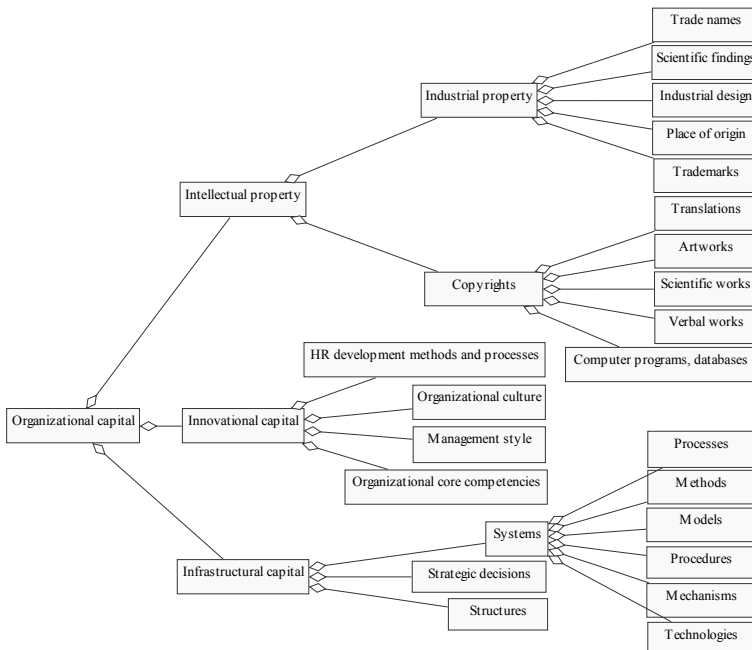 Trade names
Scientific findings
Industrial property
Industrial design
Place of origin
Trademarks
Intellectual property
Translations
Artworks
Copyrights
Scientific works
Verbal works
Computer programs, databases
HR development methods and processes
Organizational culture
Organizational capital
Innovational capital
Management style
Organizational core competencies
Processes
Methods
Models
Systems
Procedures
Infrastructural capital
Strategic decisions
Mechanisms
Structures
Technologies